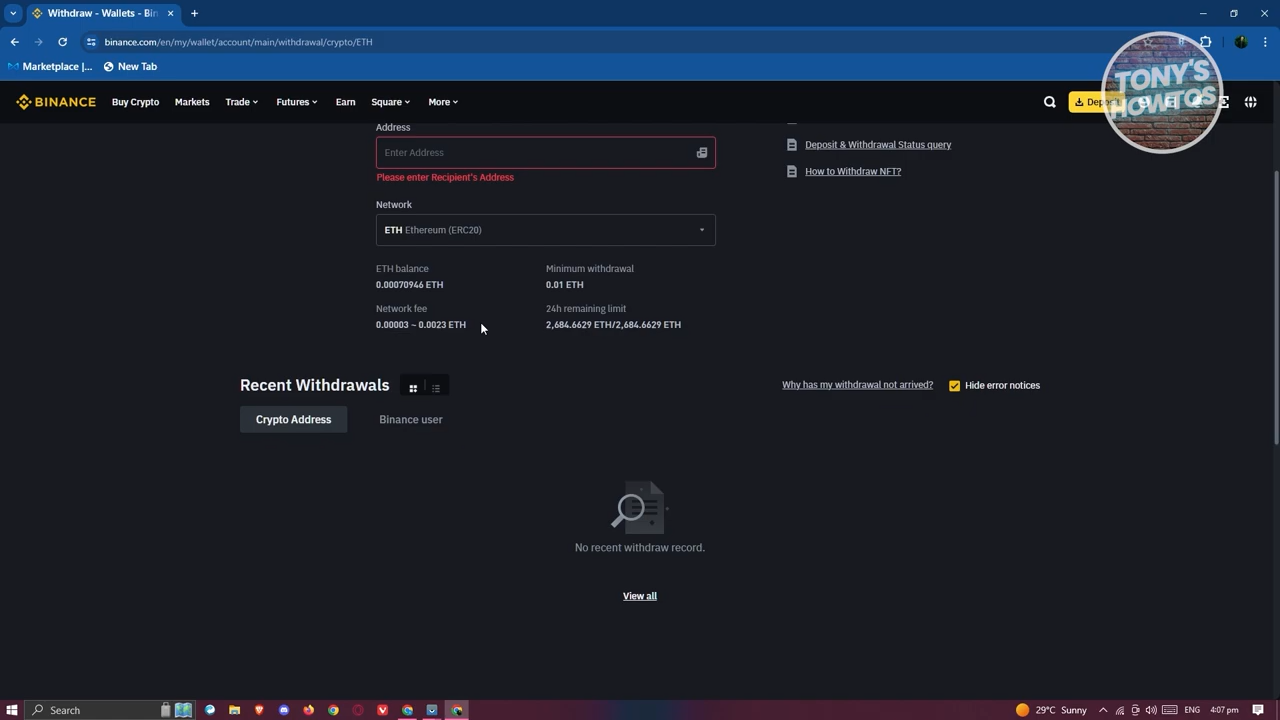 Withdraw - Wallets - Bin
binance.com/en/my/wallet/account/main/withdrawal/crypto/ETH
Marketplace |... New Tab
BINANCE Buy Crypto Markets Trade Futures Earn Square More Deposit
TONY'S
HOWTOS
Address
Enter Address
Please enter Recipient's Address
Deposit & Withdrawal Status query
How to Withdraw NFT?
Network
ETH Ethereum (ERC20)
ETH balance Minimum withdrawal
0.00070946 ETH 0.01 ETH
Network fee 24h remaining limit
0.00003 ~ 0.0023 ETH 2,684.6629 ETH/2,684.6629 ETH
Recent Withdrawals Why has my withdrawal not arrived? Hide error notices
Crypto Address Binance user
No recent withdraw record.
View all
Search 29°C Sunny ENG 4:07 pm